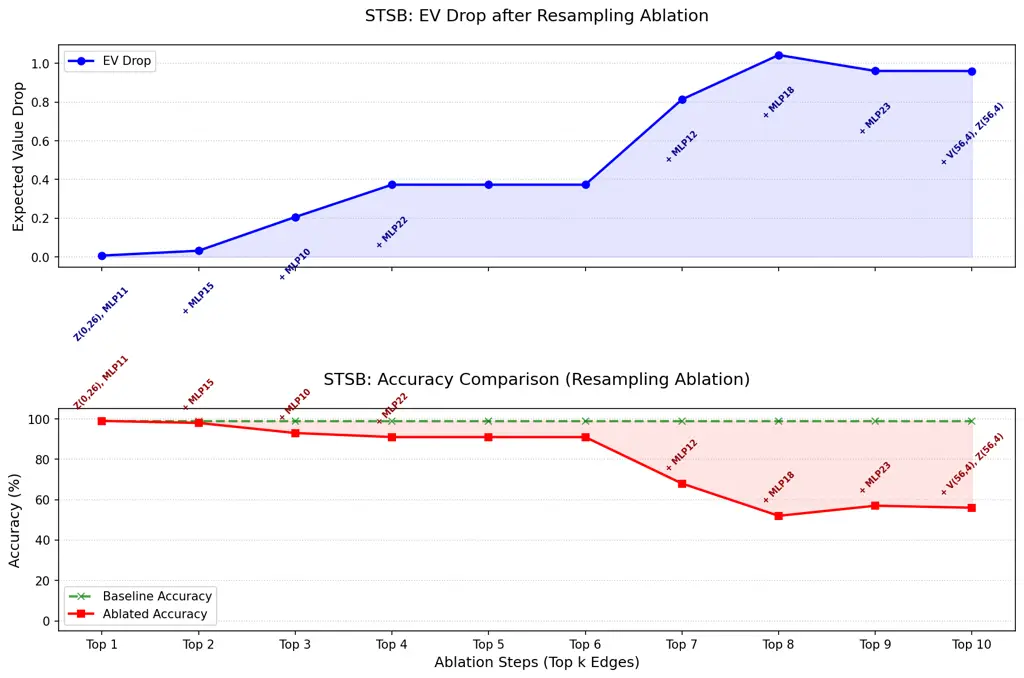 STSB: EV Drop after Resampling Ablation
EV Drop
Expected Value Drop
1.0
0.8
0.6
0.4
0.2
0.0
Z(0,26), MLP11
+ MLP15
+ MLP10
+ MLP22
+ MLP12
+ MLP18
+ MLP23
+ V(56,4), Z(56,4)
STSB: Accuracy Comparison (Resampling Ablation)
Z(0,26), MLP11
+ MLP15
+ MLP10
+ MLP22
+ MLP12
+ MLP18
+ MLP23
+ V(56,4), Z(56,4)
Accuracy (%)
100
80
60
40
20
0
Baseline Accuracy
Ablated Accuracy
Top 1
Top 2
Top 3
Top 4
Top 5
Top 6
Top 7
Top 8
Top 9
Top 10
Ablation Steps (Top k Edges)